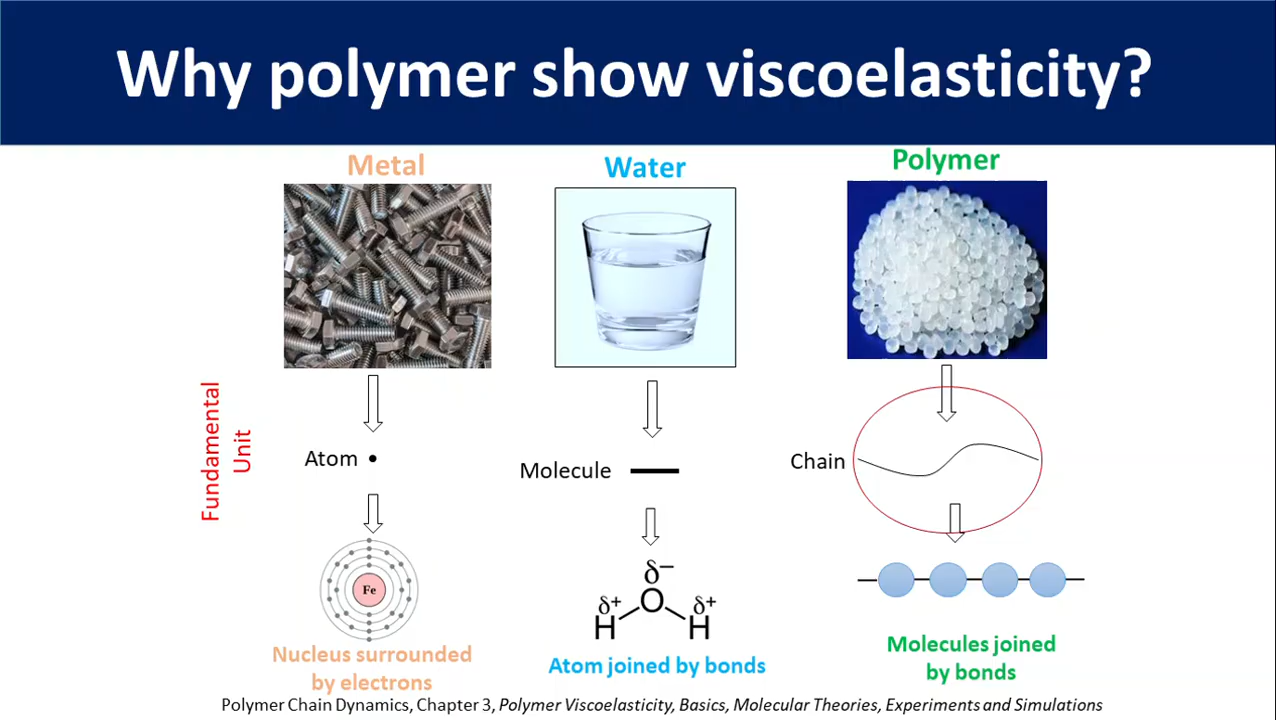 Why polymer show viscoelasticity?
Metal
Water
Polymer
Fundamental
Unit
Atom
Molecule
Chain
Fe
δ−
δ+
δ+
O
H
H
Nucleus surrounded
by electrons
Atom joined by bonds
Molecules joined
by bonds
Polymer Chain Dynamics, Chapter 3, Polymer Viscoelasticity, Basics, Molecular Theories, Experiments and Simulations